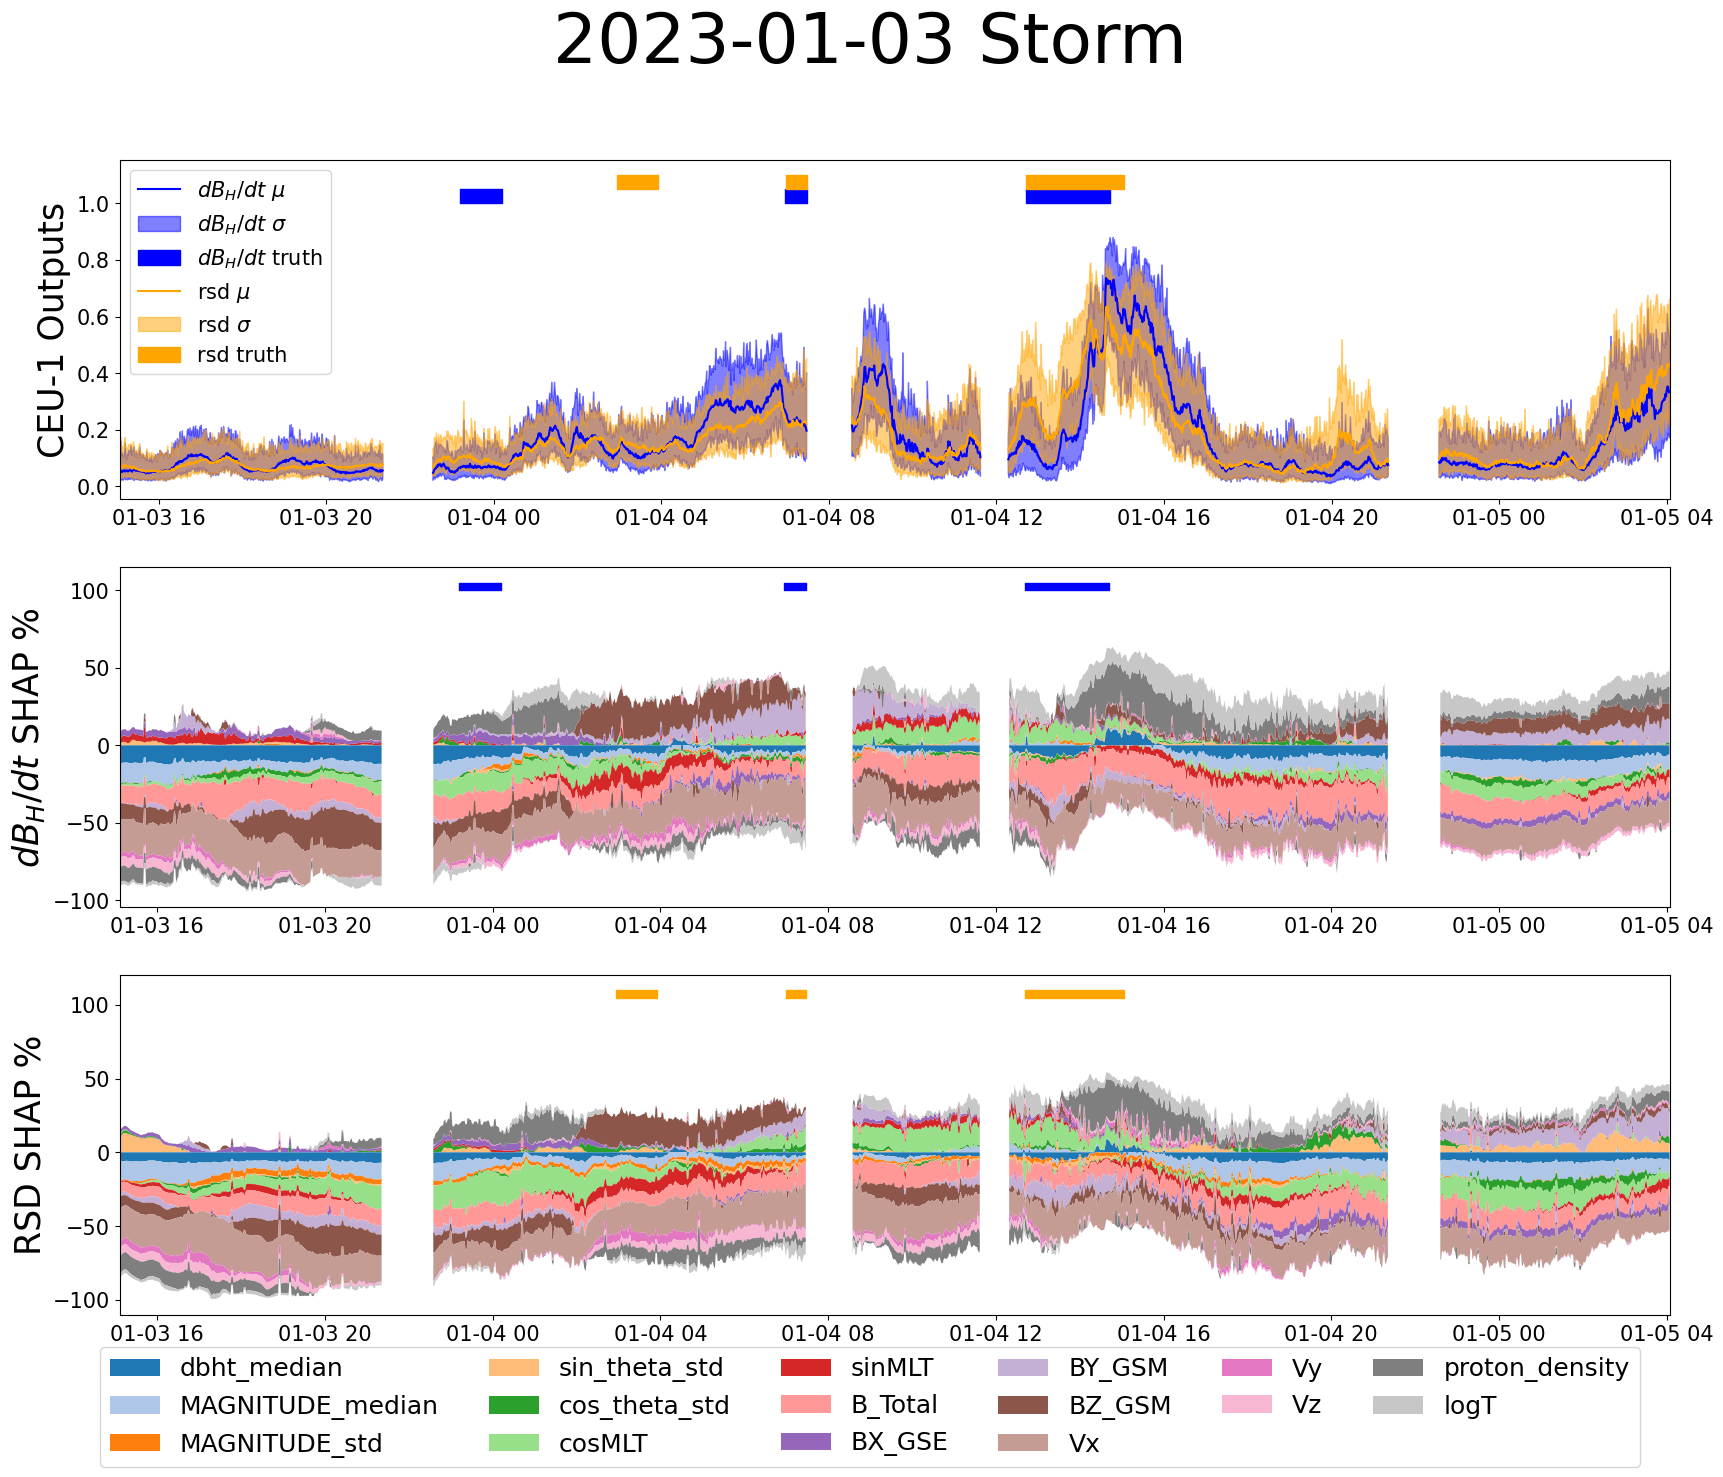 2023-01-03 Storm
CEU-1 Outputs
1.0
0.8
0.6
0.4
0.2
0.0
dB_H/dt μ
dB_H/dt σ
dB_H/dt truth
rsd μ
rsd σ
rsd truth
01-03 16 01-03 20 01-04 00 01-04 04 01-04 08 01-04 12 01-04 16 01-04 20 01-05 00 01-05 04
dB_H/dt SHAP %
100
50
0
−50
−100
01-03 16 01-03 20 01-04 00 01-04 04 01-04 08 01-04 12 01-04 16 01-04 20 01-05 00 01-05 04
RSD SHAP %
100
50
0
−50
−100
01-03 16 01-03 20 01-04 00 01-04 04 01-04 08 01-04 12 01-04 16 01-04 20 01-05 00 01-05 04
dbht_median sin_theta_std sinMLT BY_GSM Vy proton_density
MAGNITUDE_median cos_theta_std B_Total BZ_GSM Vz logT
MAGNITUDE_std cosMLT BX_GSE Vx